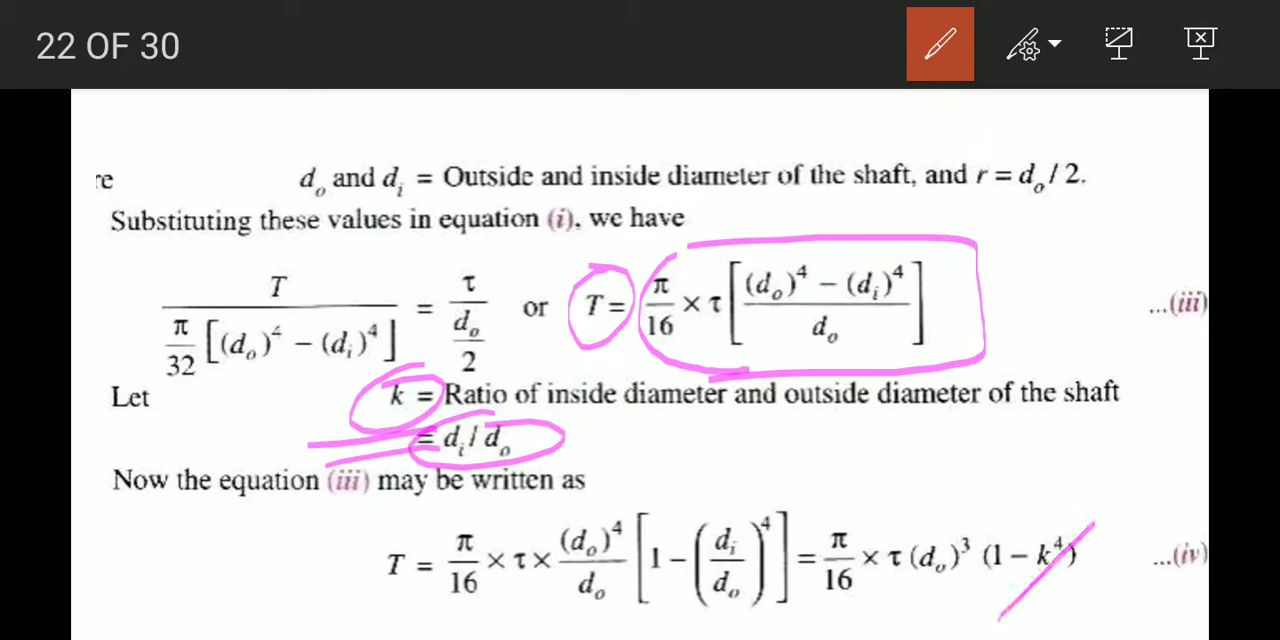 22 OF 30
re d_o and d_i = Outside and inside diameter of the shaft, and r = d_o / 2.
Substituting these values in equation (i), we have
T / (π/32 [(d_o)^4 – (d_i)^4]) = τ / (d_o/2) or T = π/16 × τ [((d_o)^4 – (d_i)^4) / d_o] ...(iii)
Let k = Ratio of inside diameter and outside diameter of the shaft
= d_i / d_o
Now the equation (iii) may be written as
T = π/16 × τ × (d_o)^4 / d_o [1 – (d_i / d_o)^4] = π/16 × τ (d_o)^3 (1 – k^4) ...(iv)